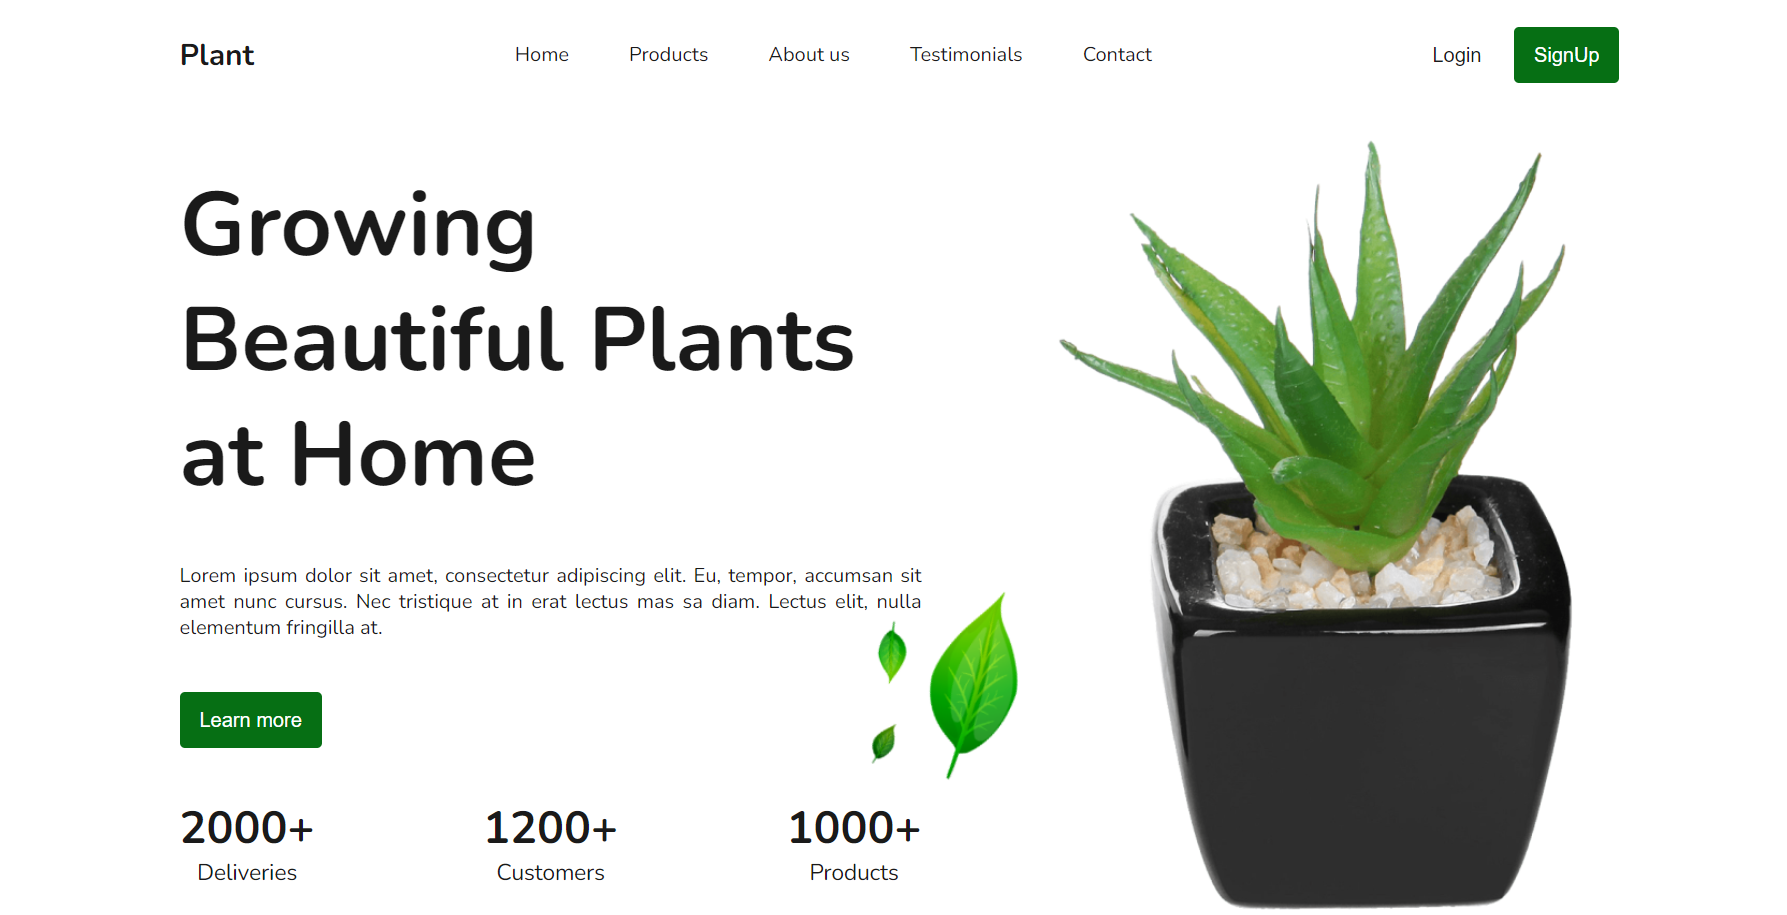 Plant
Home Products About us Testimonials Contact
Login SignUp
Growing
Beautiful Plants
at Home
Lorem ipsum dolor sit amet, consectetur adipiscing elit. Eu, tempor, accumsan sit
amet nunc cursus. Nec tristique at in erat lectus mas sa diam. Lectus elit, nulla
elementum fringilla at.
Learn more
2000+ 1200+ 1000+
Deliveries Customers Products